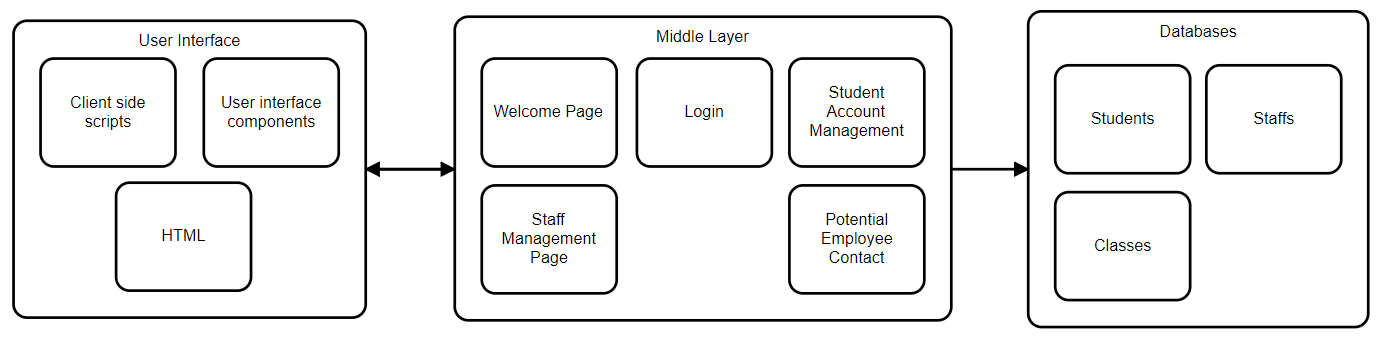 User Interface
Client side
scripts
User interface
components
HTML
Middle Layer
Welcome Page
Login
Student
Account
Management
Staff
Management
Page
Potential
Employee
Contact
Databases
Students
Staffs
Classes